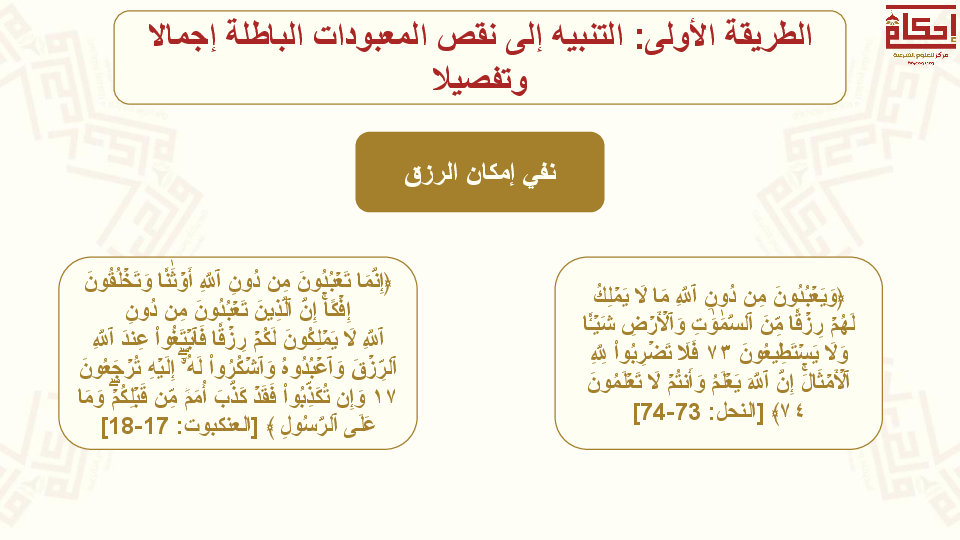 إحكام
مركز للعلوم الشرعية
الطريقة الأولى: التنبيه إلى نقص المعبودات الباطلة إجمالا
وتفصيلا
نفي إمكان الرزق
﴿وَيَعۡبُدُونَ مِن دُونِ ٱللَّهِ مَا لَا يَمۡلِكُ
لَهُمۡ رِزۡقٗا مِّنَ ٱلسَّمَٰوَٰتِ وَٱلۡأَرۡضِ شَيۡـٔٗا
وَلَا يَسۡتَطِيعُونَ ٧٣ فَلَا تَضۡرِبُواْ لِلَّهِ
ٱلۡأَمۡثَالَۚ إِنَّ ٱللَّهَ يَعۡلَمُ وَأَنتُمۡ لَا تَعۡلَمُونَ
٧٤﴾ [النحل: 73-74]
﴿إِنَّمَا تَعۡبُدُونَ مِن دُونِ ٱللَّهِ أَوۡثَٰنٗا وَتَخۡلُقُونَ
إِفۡكًاۚ إِنَّ ٱلَّذِينَ تَعۡبُدُونَ مِن دُونِ
ٱللَّهِ لَا يَمۡلِكُونَ لَكُمۡ رِزۡقٗا فَٱبۡتَغُواْ عِندَ ٱللَّهِ
ٱلرِّزۡقَ وَٱعۡبُدُوهُ وَٱشۡكُرُواْ لَهُۥٓۖ إِلَيۡهِ تُرۡجَعُونَ
١٧ وَإِن تُكَذِّبُواْ فَقَدۡ كَذَّبَ أُمَمٞ مِّن قَبۡلِكُمۡۖ وَمَا
عَلَى ٱلرَّسُولِ ﴾ [العنكبوت: 17-18]